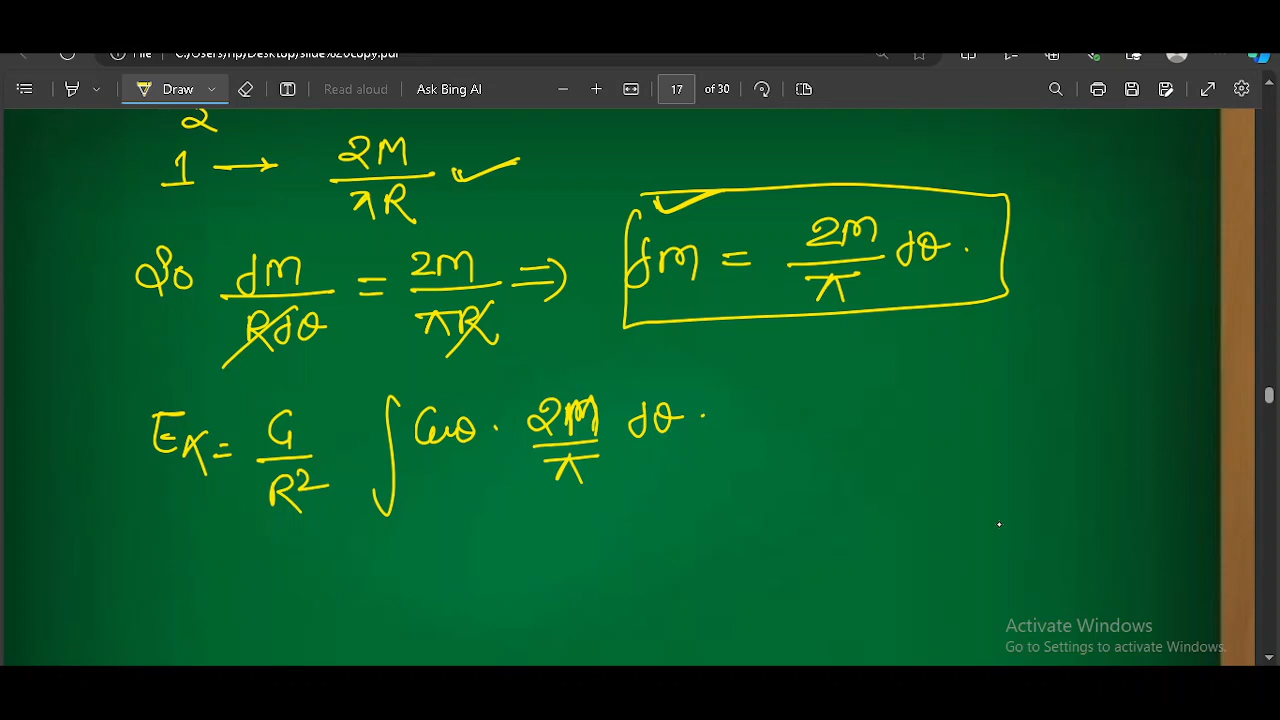 File C:/Users/hp/Desktop/slide%20copy.pdf
Draw Read aloud Ask Bing AI 17 of 30
2
1 → 2M/πR ✓
So dM/Rdθ = 2M/πR ⇒ dM = 2M/π dθ.
Ex = G/R² ∫ Cosθ. 2M/π dθ.
Activate Windows
Go to Settings to activate Windows.